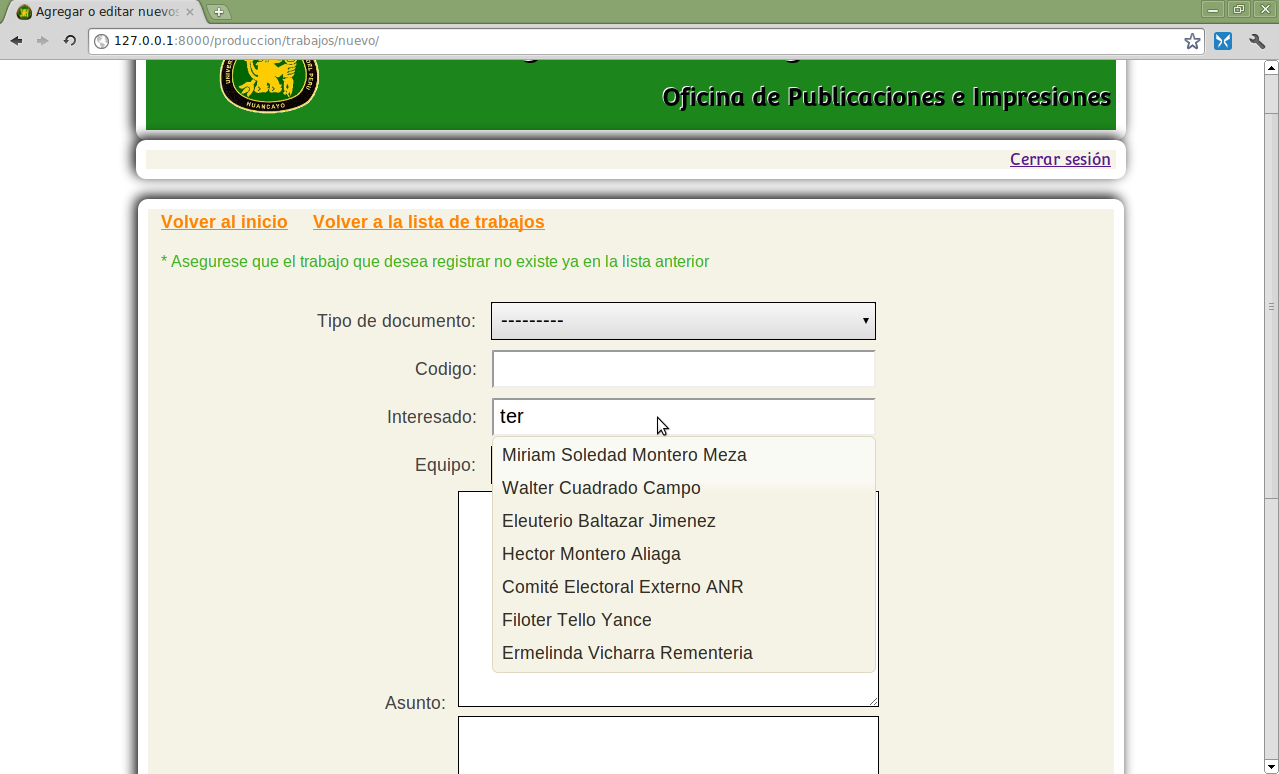 Agregar o editar nuevos
127.0.0.1:8000/produccion/trabajos/nuevo/
HUANCAYO
Oficina de Publicaciones e Impresiones
Cerrar sesión
Volver al inicio Volver a la lista de trabajos
* Asegurese que el trabajo que desea registrar no existe ya en la lista anterior
Tipo de documento: ---------
Codigo:
Interesado: ter
Equipo:
Miriam Soledad Montero Meza
Walter Cuadrado Campo
Eleuterio Baltazar Jimenez
Hector Montero Aliaga
Comité Electoral Externo ANR
Filoter Tello Yance
Ermelinda Vicharra Rementeria
Asunto: